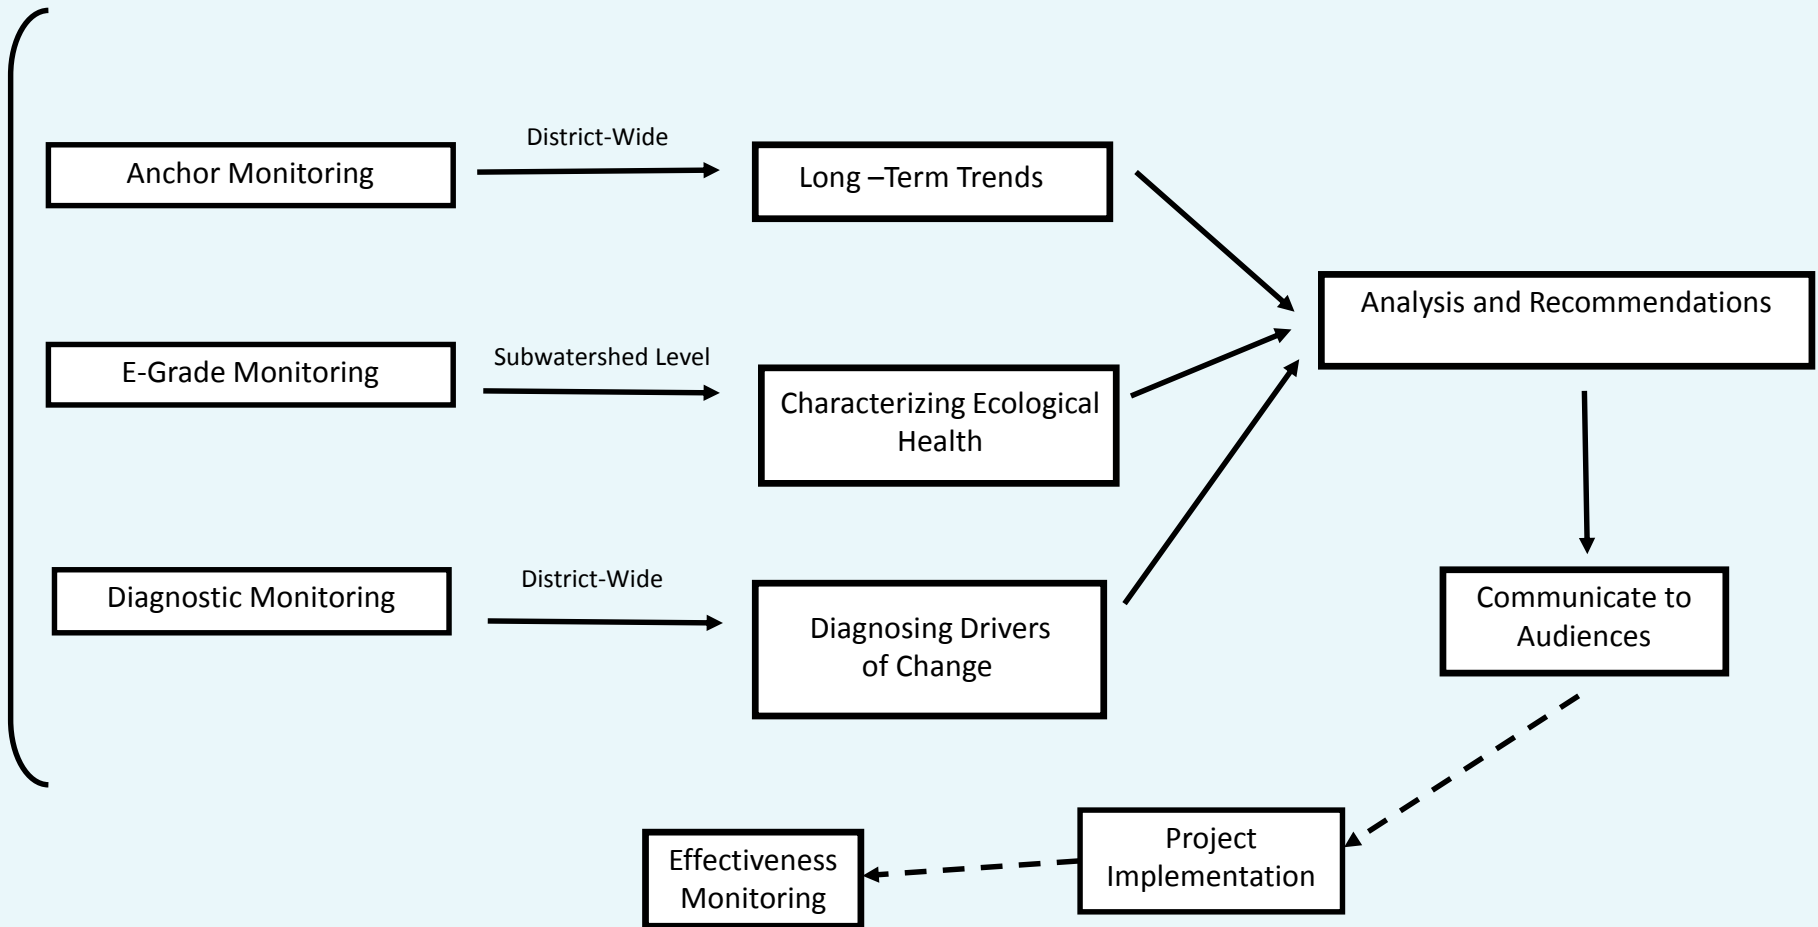 Anchor Monitoring
District-Wide
Long –Term Trends
Analysis and Recommendations
E-Grade Monitoring
Subwatershed Level
Characterizing Ecological
Health
Diagnostic Monitoring
District-Wide
Diagnosing Drivers
of Change
Communicate to
Audiences
Project
Implementation
Effectiveness
Monitoring